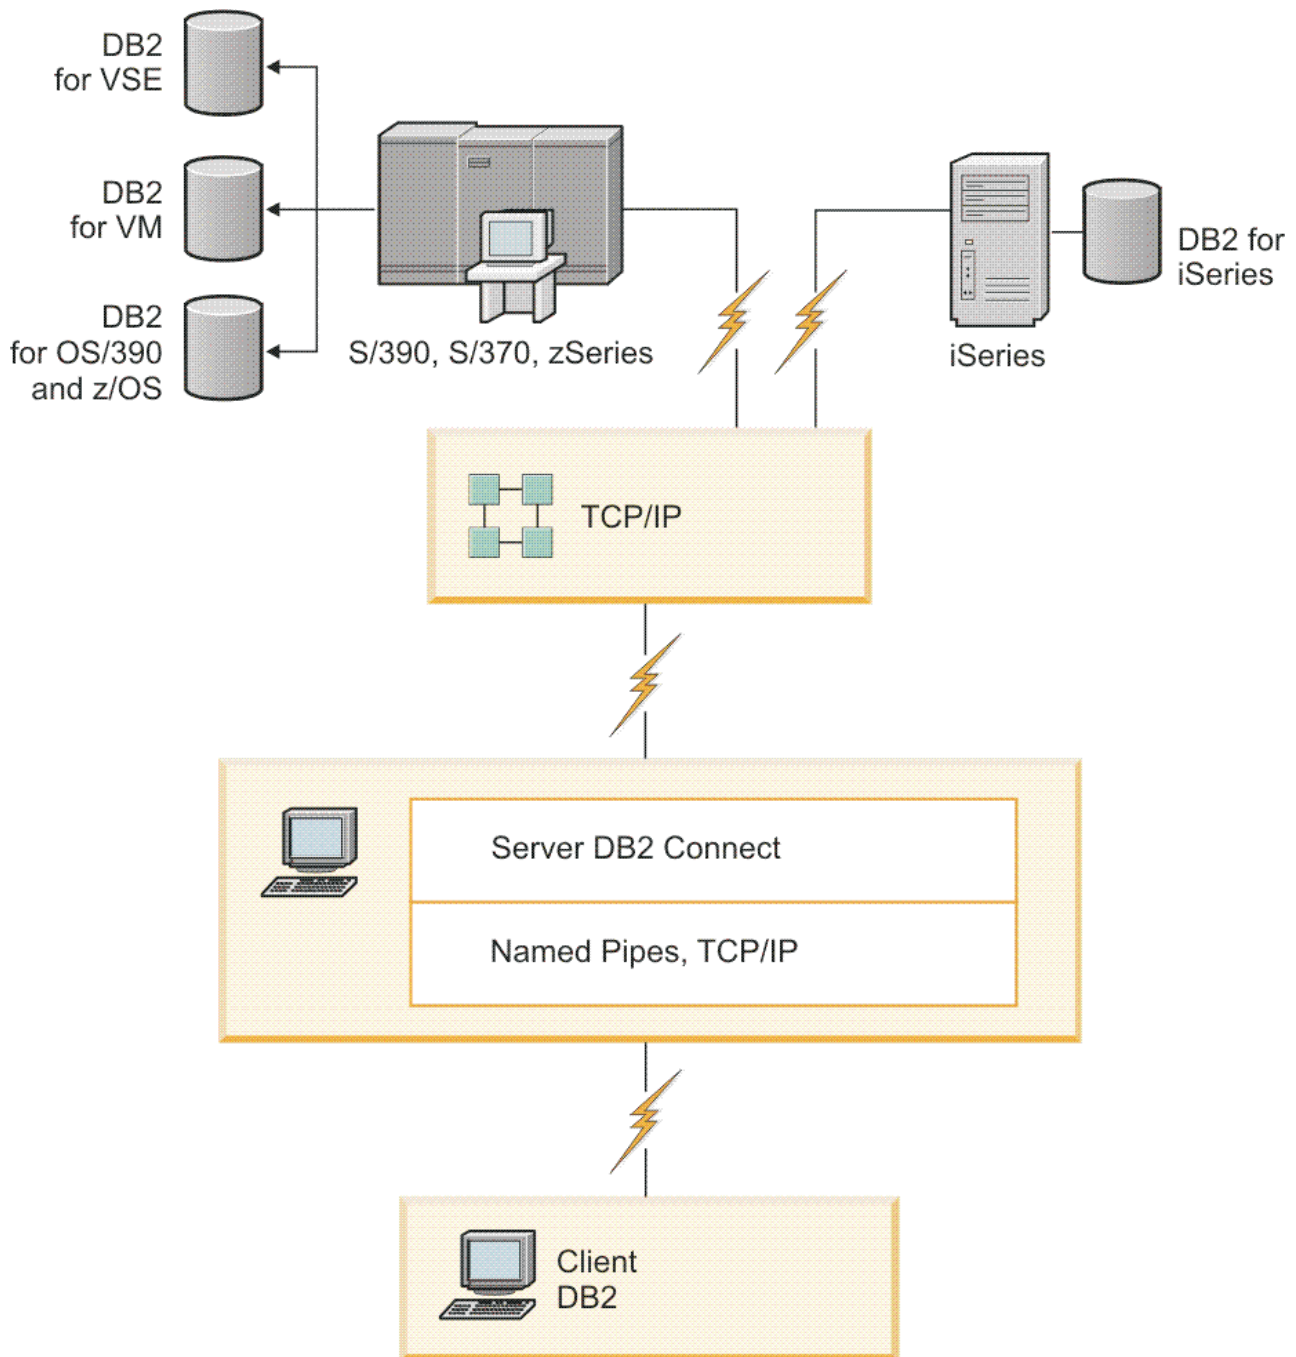 DB2
for VSE
DB2
for VM
DB2
for OS/390
and z/OS
S/390, S/370, zSeries
iSeries
DB2 for
iSeries
TCP/IP
Server DB2 Connect
Named Pipes, TCP/IP
Client
DB2